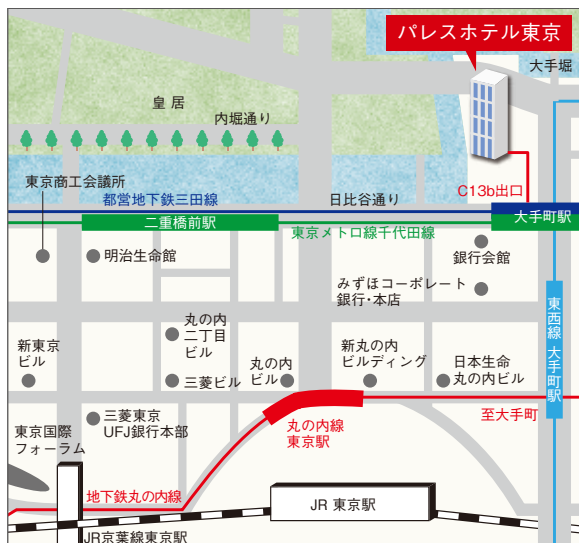 パレスホテル東京
大手堀
皇 居
内堀通り
東京商工会議所
都営地下鉄三田線
日比谷通り
C13b出口
大手町駅
二重橋前駅
東京メトロ線千代田線
明治生命館
銀行会館
みずほコーポレート
銀行・本店
東西線 大手町駅
丸の内
二丁目
ビル
新東京
ビル
三菱ビル
丸の内
ビル
新丸の内
ビルディング
日本生命
丸の内ビル
三菱東京
UFJ銀行本部
丸の内線
東京駅
至大手町
東京国際
フォーラム
地下鉄丸の内線
JR 東京駅
JR京葉線東京駅